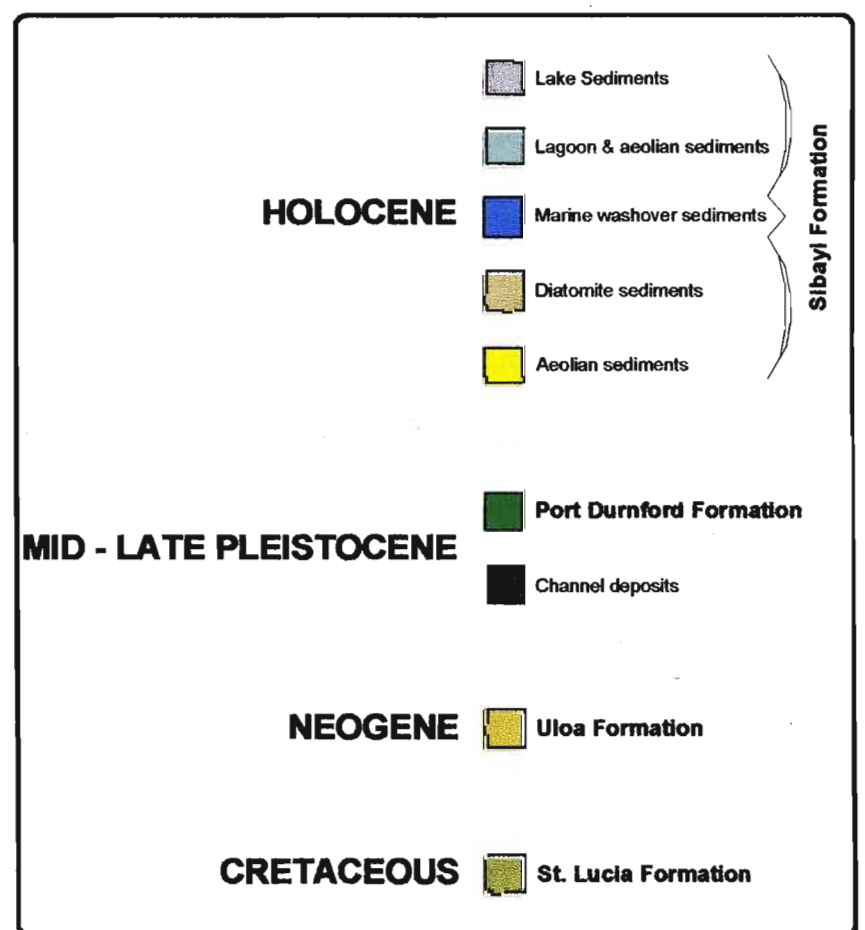 Lake Sediments
Lagoon & aeolian sediments
HOLOCENE
Marine washover sediments
Diatomite sediments
Aeolian sediments
Sibayi Formation
Port Durnford Formation
MID - LATE PLEISTOCENE
Channel deposits
NEOGENE
Uloa Formation
CRETACEOUS
St. Lucia Formation